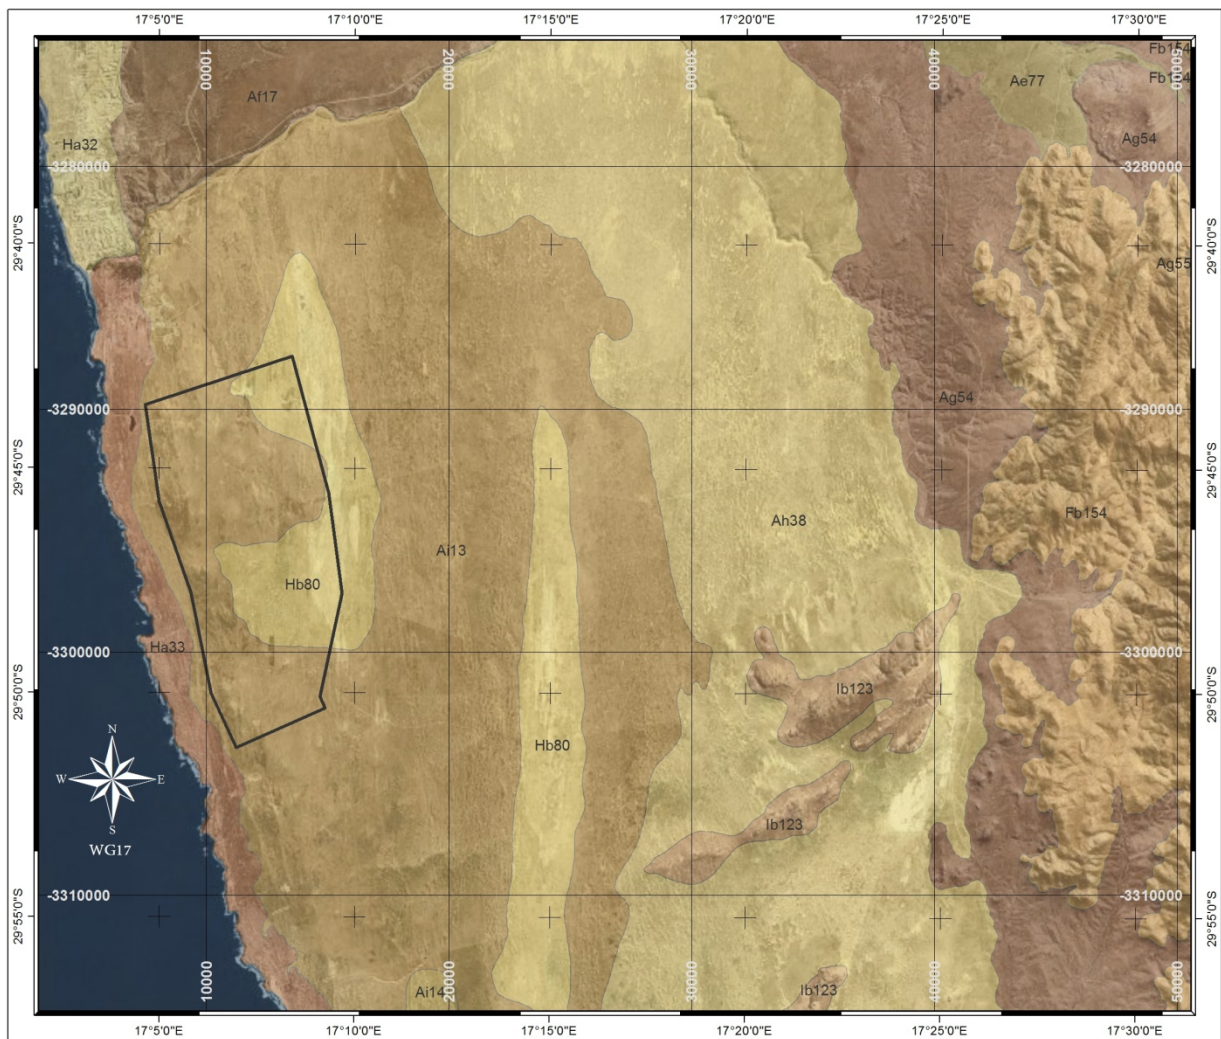 17°5'0"E 17°10'0"E 17°15'0"E 17°20'0"E 17°25'0"E 17°30'0"E
10000 20000 30000 40000 50000
Fb154
Ae77
Fb154
Af17
Ag54
Ha32
-3280000 -3280000
29°40'0"S 29°40'0"S
Ag55
Ag54
-3290000 -3290000
29°45'0"S 29°45'0"S
Fb154
Ah38
Ai13
Hb80
Ha33
-3300000 -3300000
29°50'0"S 29°50'0"S
Ib123
N
Hb80
W E
S
WG17
Ib123
-3310000 -3310000
29°55'0"S 29°55'0"S
Ai14
Ib123
10000 20000 30000 40000 50000
17°5'0"E 17°10'0"E 17°15'0"E 17°20'0"E 17°25'0"E 17°30'0"E